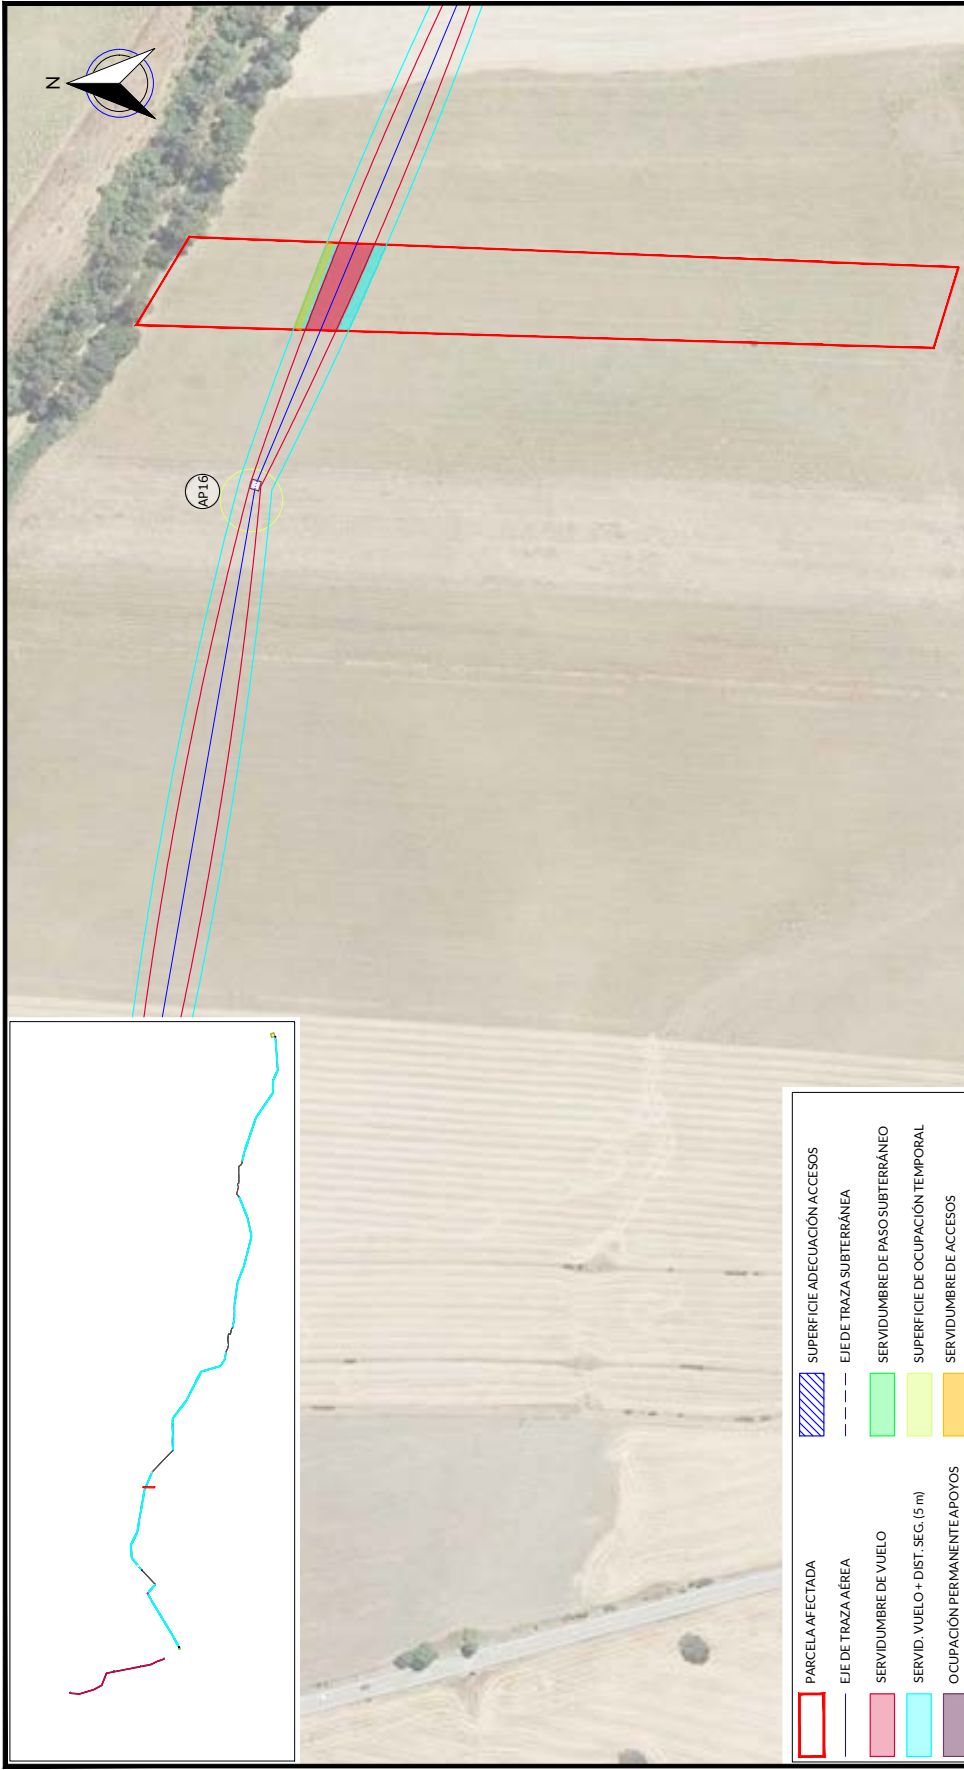 N
AP16
PARCELA AFECTADA
EJE DE TRAZA AÉREA
SERVIDUMBRE DE VUELO
SERVID. VUELO + DIST. SEG. (5 m)
OCUPACIÓN PERMANENTE APOYOS
SUPERFICIE ADECUACIÓN ACCESOS
EJE DE TRAZA SUBTERRÁNEA
SERVIDUMBRE DE PASO SUBTERRÁNEO
SUPERFICIE DE OCUPACIÓN TEMPORAL
SERVIDUMBRE DE ACCESOS